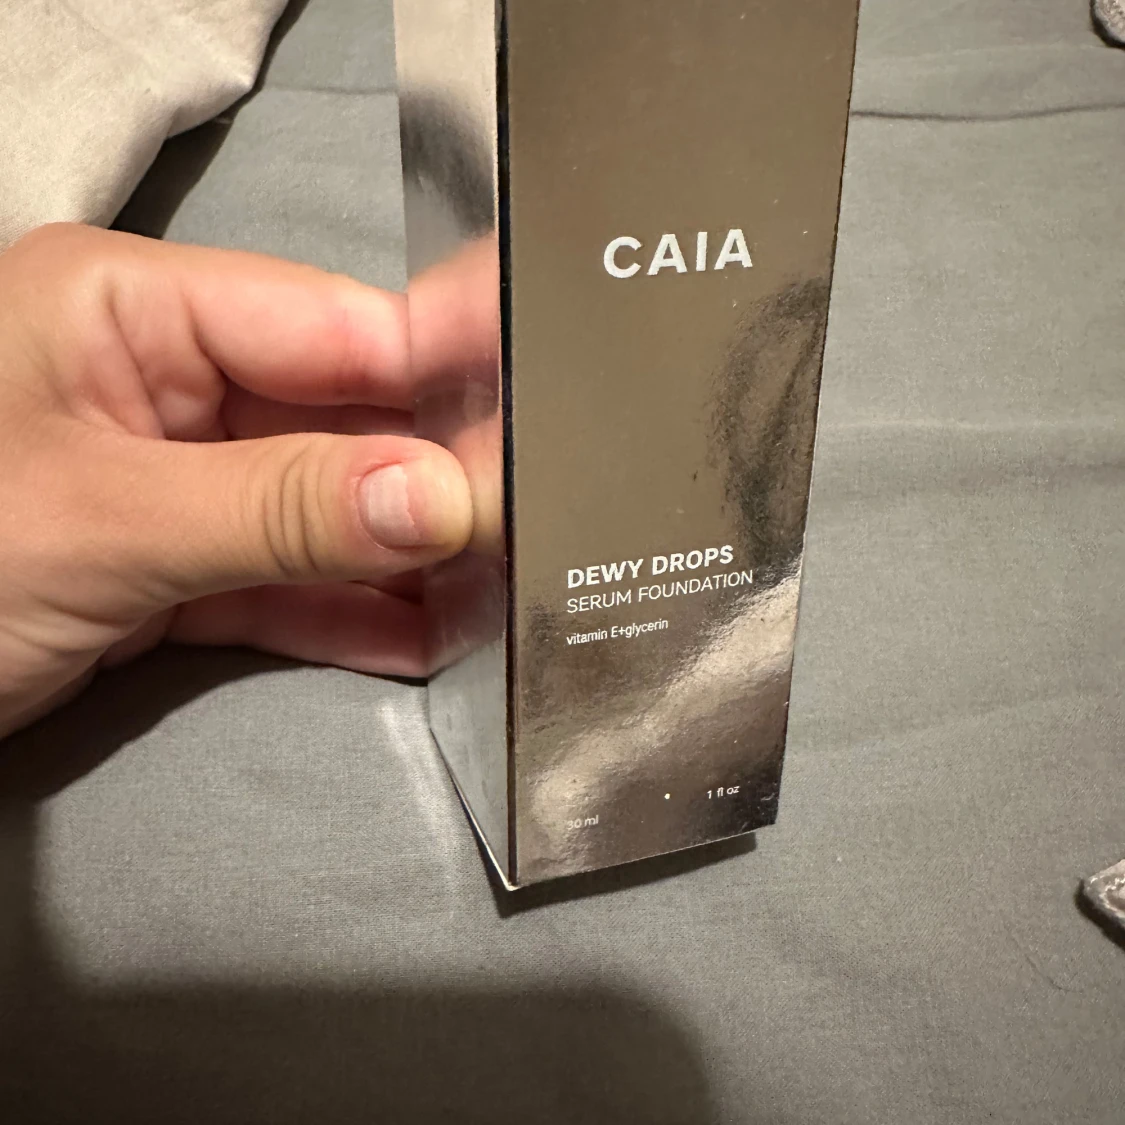 CAIA
DEWY DROPS
SERUM FOUNDATION
vitamin E+glycerin
30 ml • 1 fl oz